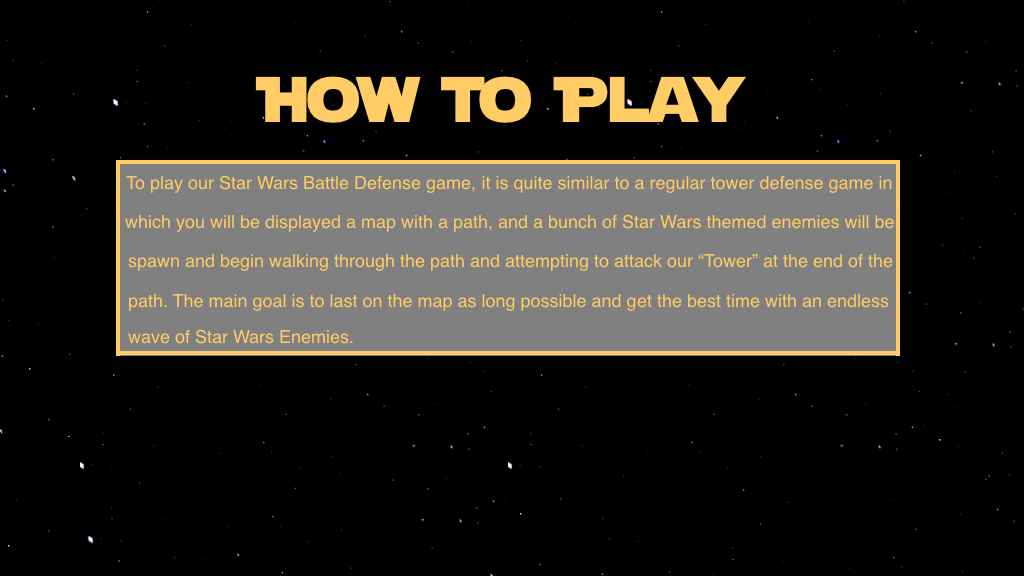 HOW TO PLAY
To play our Star Wars Battle Defense game, it is quite similar to a regular tower defense game in
which you will be displayed a map with a path, and a bunch of Star Wars themed enemies will be
spawn and begin walking through the path and attempting to attack our “Tower” at the end of the
path. The main goal is to last on the map as long possible and get the best time with an endless
wave of Star Wars Enemies.